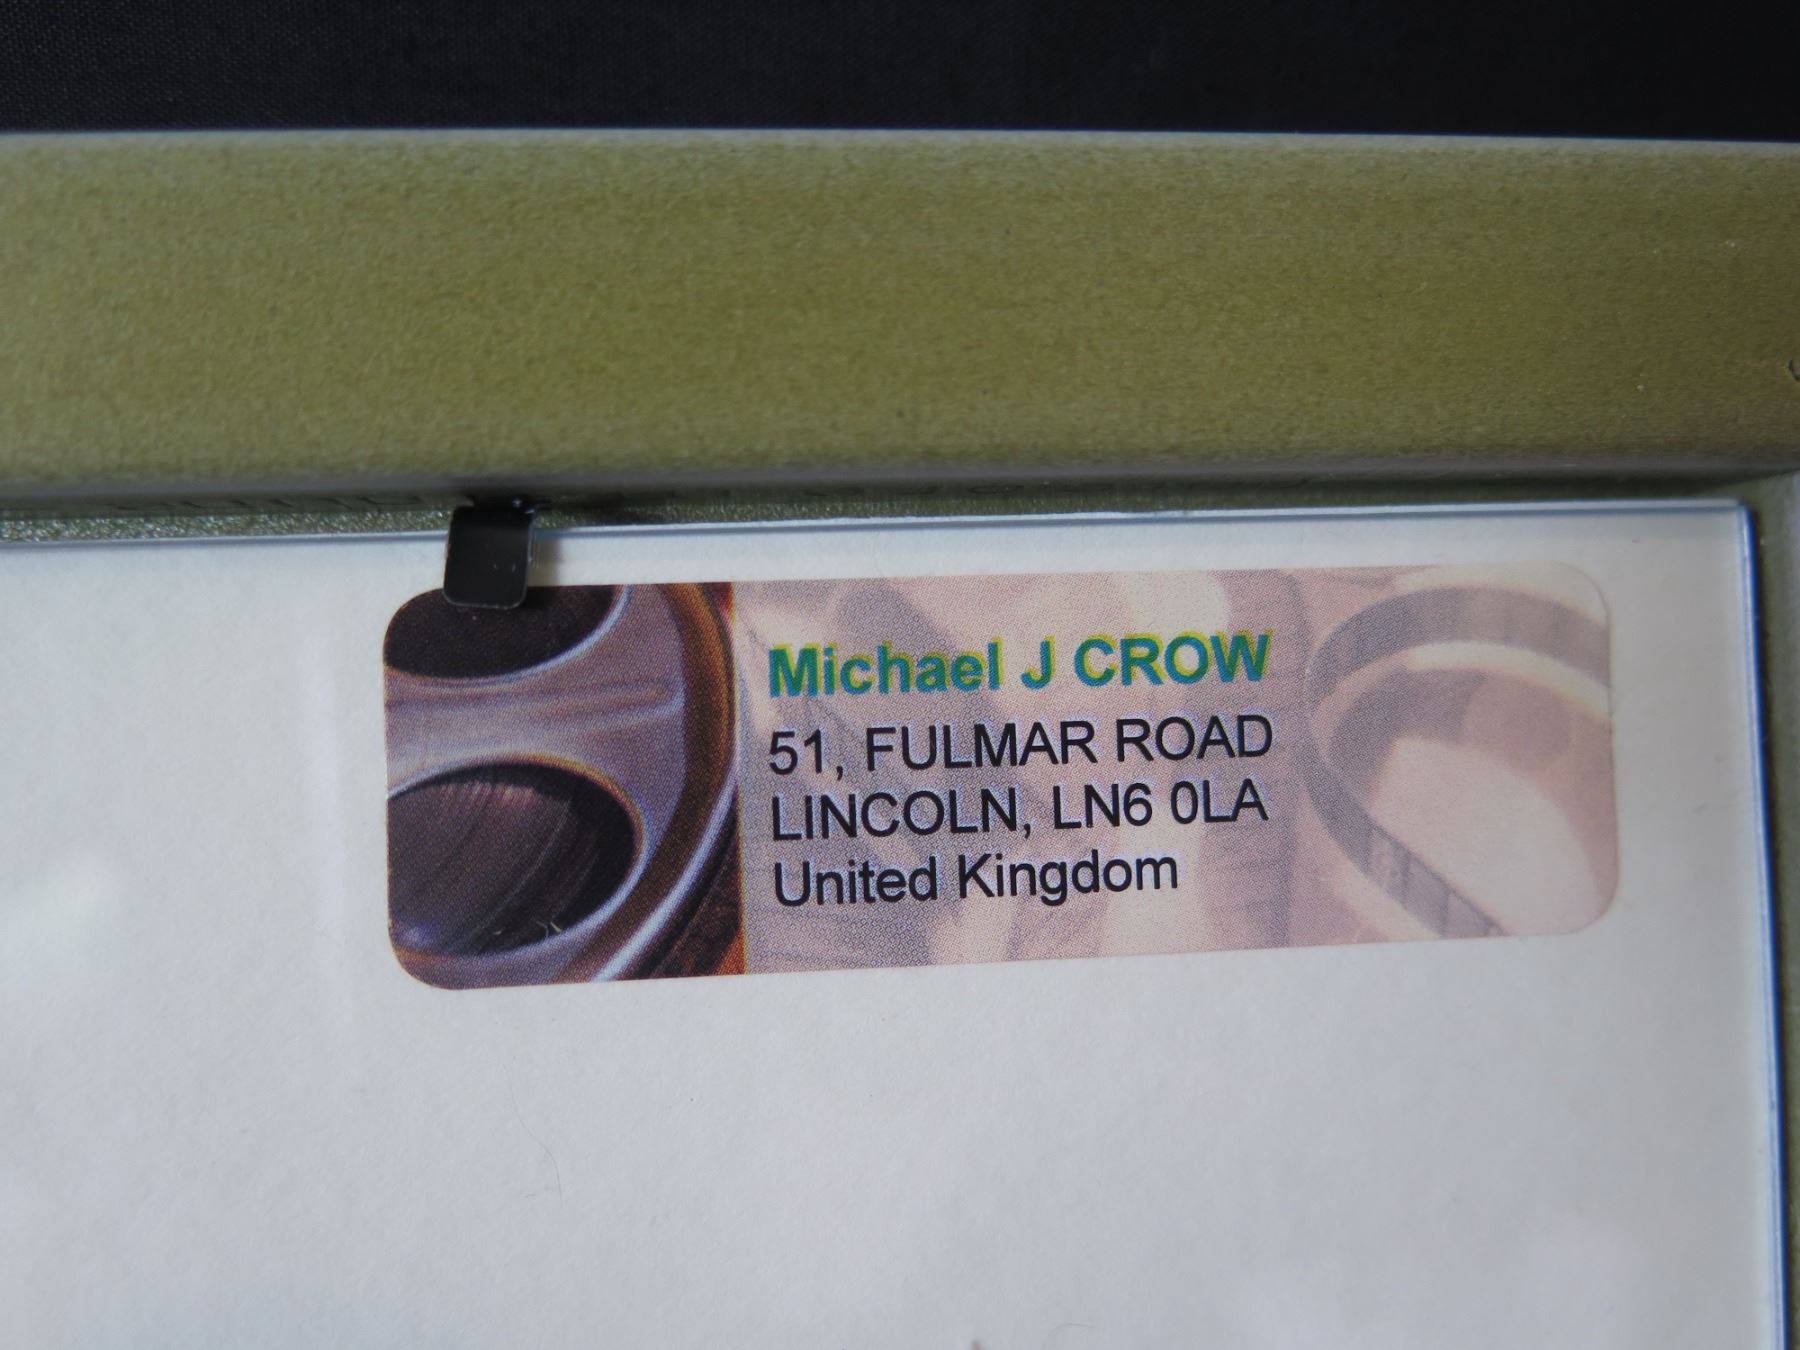 Michael J CROW
51, FULMAR ROAD
LINCOLN, LN6 0LA
United Kingdom